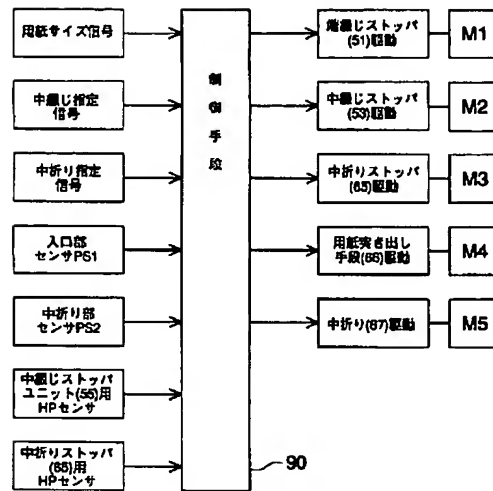 用紙サイズ信号
中綴じ指定
信号
中折り指定
信号
入口部
センサPS1
中折り部
センサPS2
中綴じストッパ
ユニット(55)用
HPセンサ
中折りストッパ
(65)用
HPセンサ
制
御
手
段
90
端綴じストッパ
(51)駆動
M1
中綴じストッパ
(53)駆動
M2
中折りストッパ
(63)駆動
M3
用紙突き出し
手段(66)駆動
M4
中折り(67)駆動
M5